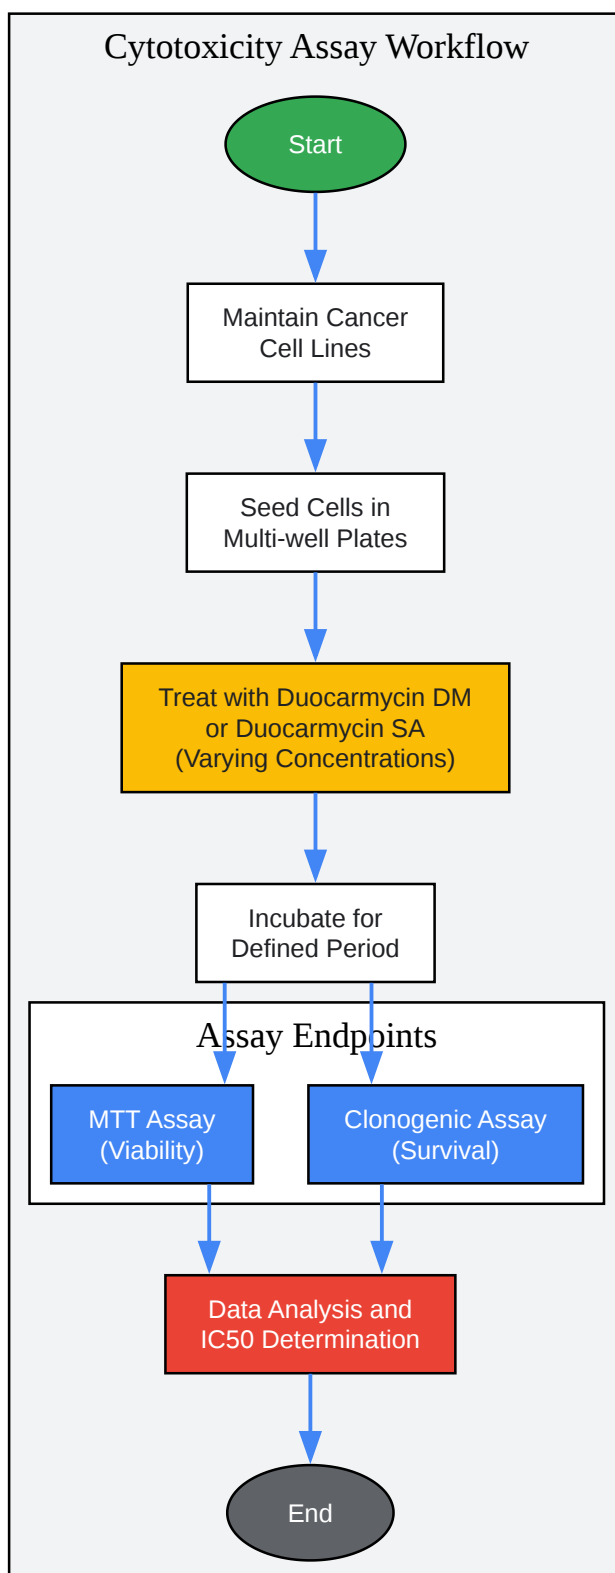 Cytotoxicity Assay Workflow
Start
Maintain Cancer
Cell Lines
Seed Cells in
Multi-well Plates
Treat with Duocarmycin DM
or Duocarmycin SA
(Varying Concentrations)
Incubate for
Defined Period
Assay Endpoints
MTT Assay
(Viability)
Clonogenic Assay
(Survival)
Data Analysis and
IC50 Determination
End